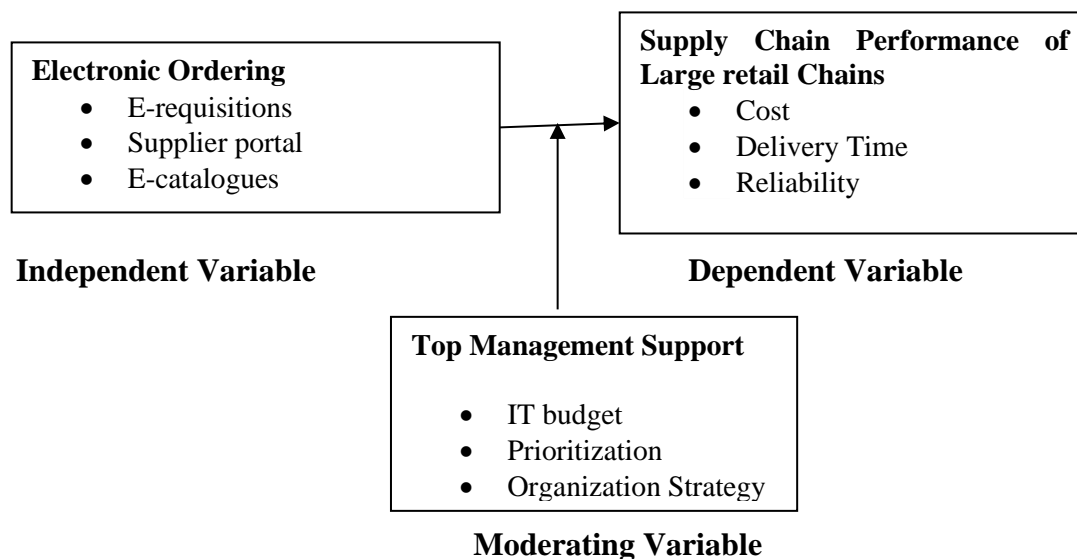 Electronic Ordering
• E-requisitions
• Supplier portal
• E-catalogues
Independent Variable
Supply Chain Performance of
Large retail Chains
• Cost
• Delivery Time
• Reliability
Dependent Variable
Top Management Support
• IT budget
• Prioritization
• Organization Strategy
Moderating Variable